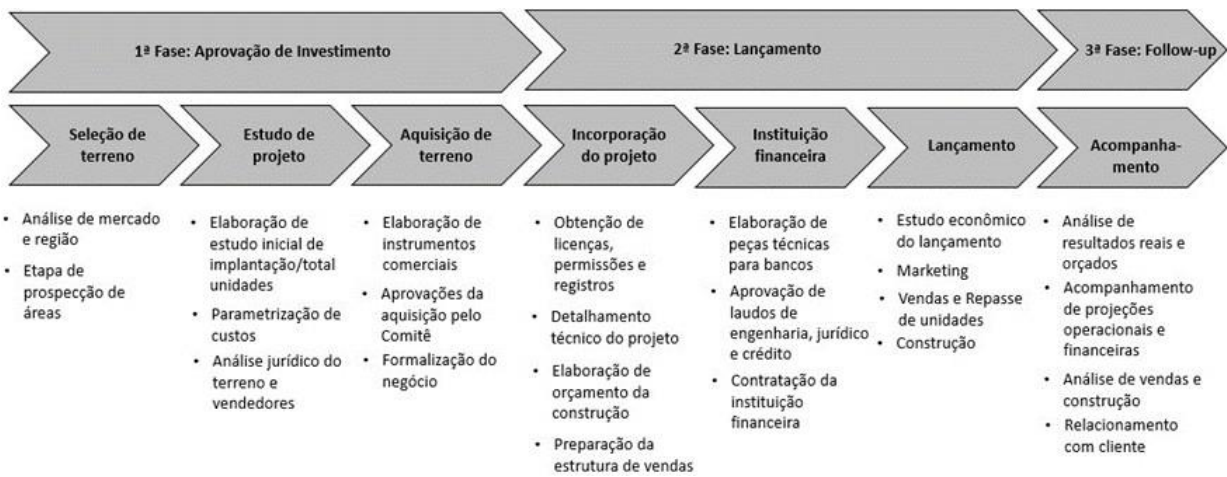 1ª Fase: Aprovação de Investimento
2ª Fase: Lançamento
3ª Fase: Follow-up
Seleção de
terreno
Estudo de
projeto
Aquisição de
terreno
Incorporação
do projeto
Instituição
financeira
Lançamento
Acompanha-
mento
• Análise de mercado
e região
• Etapa de
prospecção de
áreas
• Elaboração de
estudo inicial de
implantação/total
unidades
• Parametrização de
custos
• Análise jurídico do
terreno e
vendedores
• Elaboração de
instrumentos
comerciais
• Aprovações da
aquisição pelo
Comitê
• Formalização do
negócio
• Obtenção de
licenças,
permissões e
registros
• Detalhamento
técnico do projeto
• Elaboração de
orçamento da
construção
• Preparação da
estrutura de vendas
• Elaboração de
peças técnicas
para bancos
• Aprovação de
laudos de
engenharia, jurídico
e crédito
• Contratação da
instituição
financeira
• Estudo econômico
do lançamento
• Marketing
• Vendas e Repasse
de unidades
• Construção
• Análise de
resultados reais e
orçados
• Acompanhamento
de projeções
operacionais e
financeiras
• Análise de vendas e
construção
• Relacionamento
com cliente